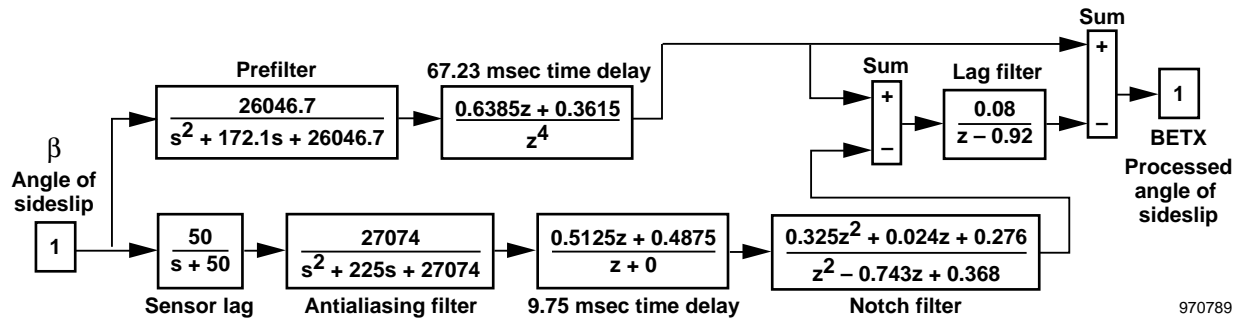 Sum
Prefilter
67.23 msec time delay
Sum
Lag filter
26046.7
s² + 172.1s + 26046.7
0.6385z + 0.3615
z⁴
+
–
0.08
z – 0.92
+
–
1
BETX
Processed
angle of
sideslip
β
Angle of
sideslip
1
50
s + 50
27074
s² + 225s + 27074
0.5125z + 0.4875
z + 0
0.325z² + 0.024z + 0.276
z² – 0.743z + 0.368
Sensor lag
Antialiasing filter
9.75 msec time delay
Notch filter
970789